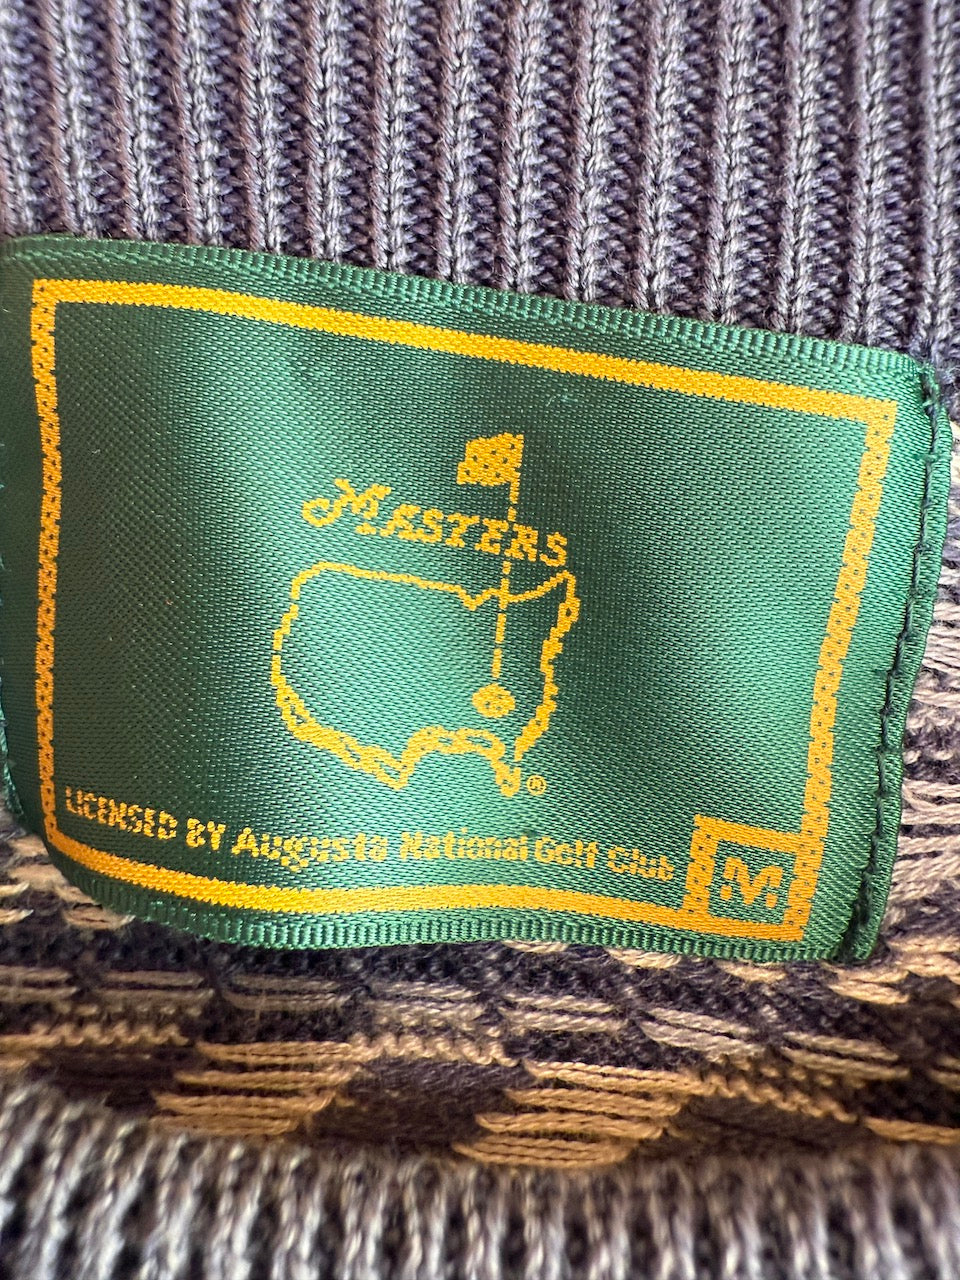 MASTERS
®
LICENSED BY Augusta National Golf Club
M